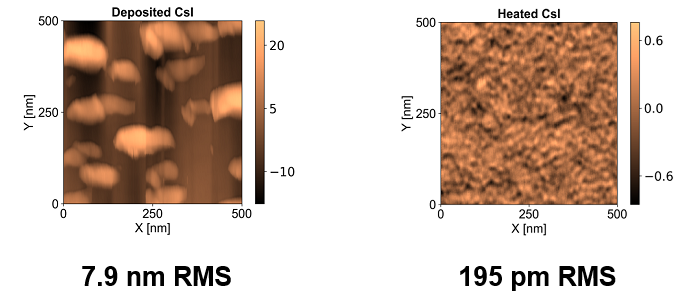 Deposited CsI
500
250
0
Y [nm]
0
250
500
X [nm]
20
5
−10
7.9 nm RMS
Heated CsI
500
250
0
Y [nm]
0
250
500
X [nm]
0.6
0.0
−0.6
195 pm RMS